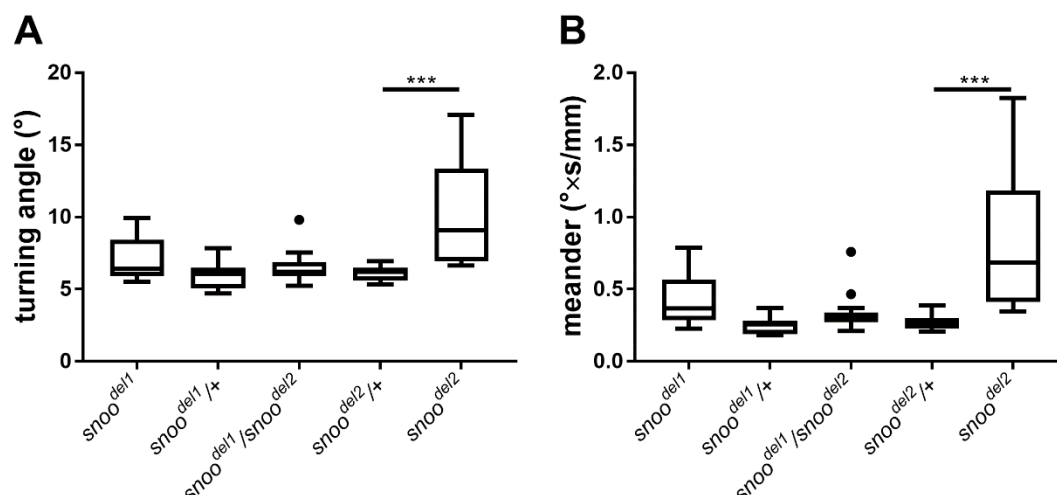 A
turning angle (°)
20
15
10
5
0
***
snoo^del1
snoo^del1/+
snoo^del1/snoo^del2
snoo^del2/+
snoo^del2
B
meander (°×s/mm)
2.0
1.5
1.0
0.5
0.0
***
snoo^del1
snoo^del1/+
snoo^del1/snoo^del2
snoo^del2/+
snoo^del2